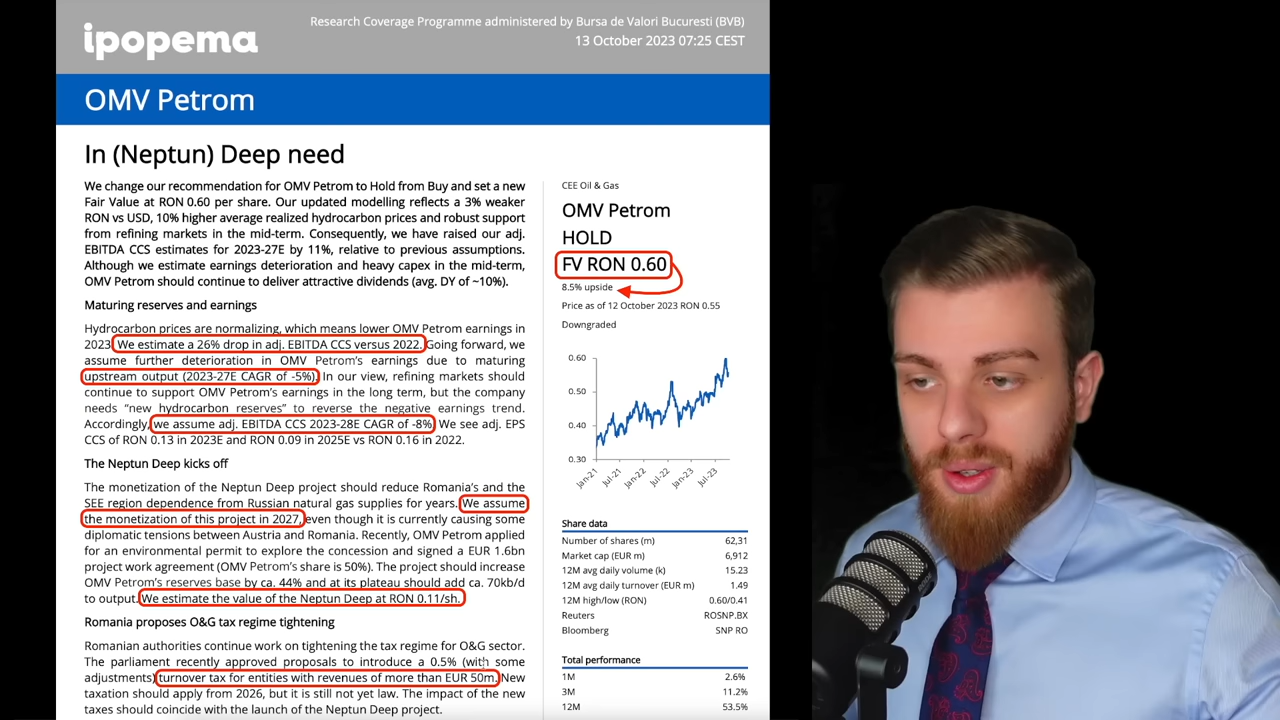 ipopema
Research Coverage Programme administered by Bursa de Valori Bucuresti (BVB)
13 October 2023 07:25 CEST
OMV Petrom
In (Neptun) Deep need
We change our recommendation for OMV Petrom to Hold from Buy and set a new
Fair Value at RON 0.60 per share. Our updated modelling reflects a 3% weaker
RON vs USD, 10% higher average realized hydrocarbon prices and robust support
from refining markets in the mid-term. Consequently, we have raised our adj.
EBITDA CCS estimates for 2023-27E by 11%, relative to previous assumptions.
Although we estimate earnings deterioration and heavy capex in the mid-term,
OMV Petrom should continue to deliver attractive dividends (avg. DY of ~10%).
Maturing reserves and earnings
Hydrocarbon prices are normalizing, which means lower OMV Petrom earnings in
2023. We estimate a 26% drop in adj. EBITDA CCS versus 2022. Going forward, we
assume further deterioration in OMV Petrom's earnings due to maturing
upstream output (2023-27E CAGR of -5%). In our view, refining markets should
continue to support OMV Petrom's earnings in the long term, but the company
needs "new hydrocarbon reserves" to reverse the negative earnings trend.
Accordingly, we assume adj. EBITDA CCS 2023-28E CAGR of -8%. We see adj. EPS
CCS of RON 0.13 in 2023E and RON 0.09 in 2025E vs RON 0.16 in 2022.
The Neptun Deep kicks off
The monetization of the Neptun Deep project should reduce Romania's and the
SEE region dependence from Russian natural gas supplies for years. We assume
the monetization of this project in 2027, even though it is currently causing some
diplomatic tensions between Austria and Romania. Recently, OMV Petrom applied
for an environmental permit to explore the concession and signed a EUR 1.6bn
project work agreement (OMV Petrom's share is 50%). The project should increase
OMV Petrom's reserves base by ca. 44% and at its plateau should add ca. 70kb/d
to output. We estimate the value of the Neptun Deep at RON 0.11/sh.
Romania proposes O&G tax regime tightening
Romanian authorities continue work on tightening the tax regime for O&G sector.
The parliament recently approved proposals to introduce a 0.5% (with some
adjustments) turnover tax for entities with revenues of more than EUR 50m. New
taxation should apply from 2026, but it is still not yet law. The impact of the new
taxes should coincide with the launch of the Neptun Deep project.
CEE Oil & Gas
OMV Petrom
HOLD
FV RON 0.60
8.5% upside
Price as of 12 October 2023 RON 0.55
Downgraded
0.60
0.50
0.40
0.30
Jan-21 Jul-21 Jan-22 Jul-22 Jan-23 Jul-23
Share data
Number of shares (m) 62,31
Market cap (EUR m) 6,912
12M avg daily volume (k) 15.23
12M avg daily turnover (EUR m) 1.49
12M high/low (RON) 0.60/0.41
Reuters ROSNP.BX
Bloomberg SNP RO
Total performance
1M 2.6%
3M 11.2%
12M 53.5%